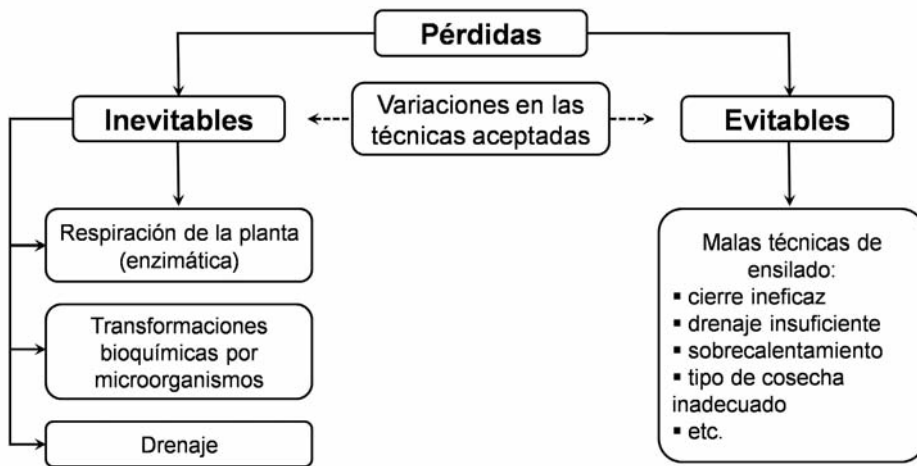 Pérdidas
Inevitables
Variaciones en las
técnicas aceptadas
Evitables
Respiración de la planta
(enzimática)
Transformaciones
bioquímicas por
microorganismos
Drenaje
Malas técnicas de
ensilado:
▪ cierre ineficaz
▪ drenaje insuficiente
▪ sobrecalentamiento
▪ tipo de cosecha
inadecuado
▪ etc.